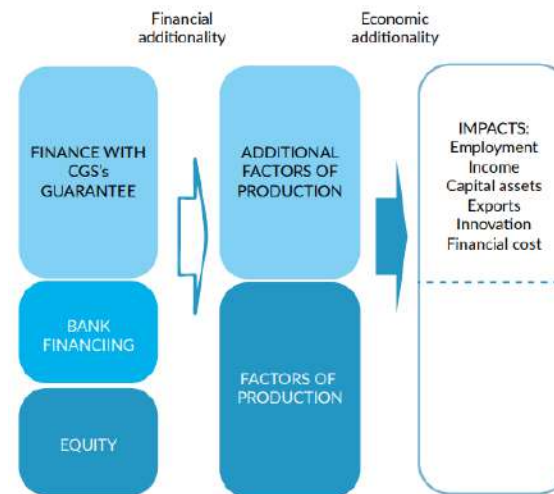 Financial
additionality
Economic
additionality
FINANCE WITH
CGS's
GUARANTEE
ADDITIONAL
FACTORS OF
PRODUCTION
IMPACTS:
Employment
Income
Capital assets
Exports
Innovation
Financial cost
BANK
FINANCIING
FACTORS OF
PRODUCTION
EQUITY